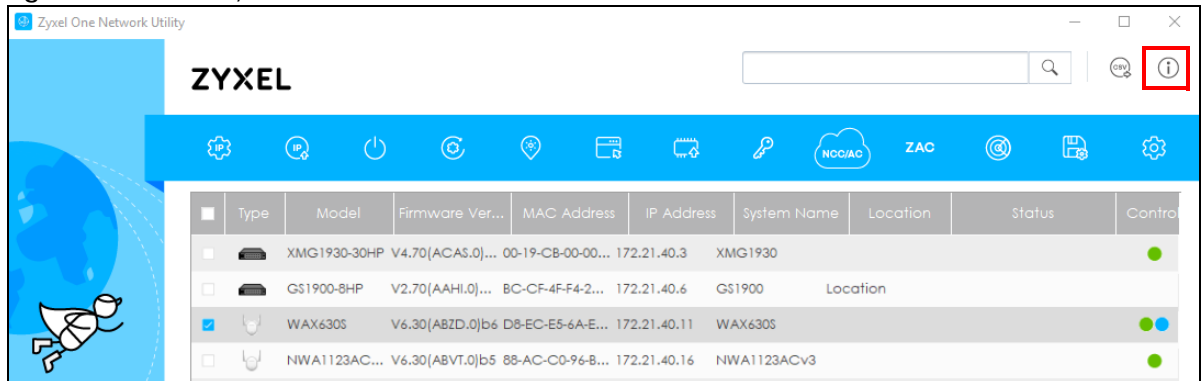 Zyxel One Network Utility
ZYXEL
CSV
IP IP NCC/AC ZAC
Type Model Firmware Ver... MAC Address IP Address System Name Location Status Control
XMG1930-30HP V4.70(ACAS.0)... 00-19-CB-00-00... 172.21.40.3 XMG1930
GS1900-8HP V2.70(AAHI.0)... BC-CF-4F-F4-2... 172.21.40.6 GS1900 Location
WAX630S V6.30(ABZD.0)b6 D8-EC-E5-6A-E... 172.21.40.11 WAX630S
NWA1123AC... V6.30(ABVT.0)b5 88-AC-C0-96-B... 172.21.40.16 NWA1123ACv3